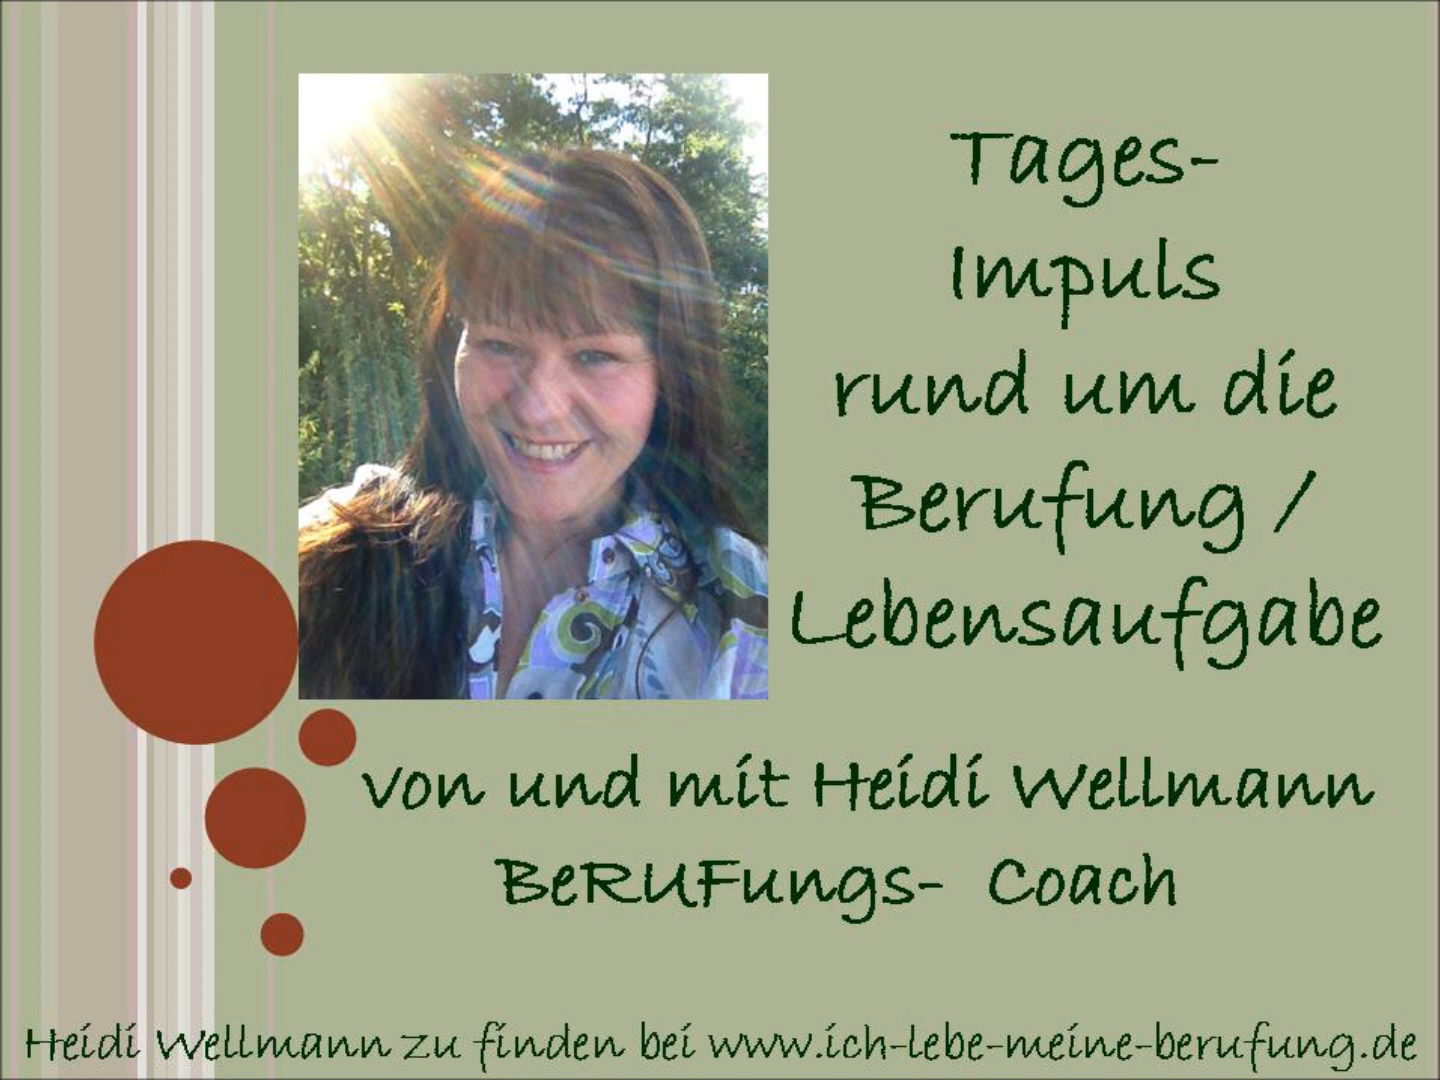 Tages-
Impuls
rund um die
Berufung /
Lebensaufgabe
von und mit Heidi Wellmann
BeRUFungs- Coach
Heidi Wellmann zu finden bei www.ich-lebe-meine-berufung.de